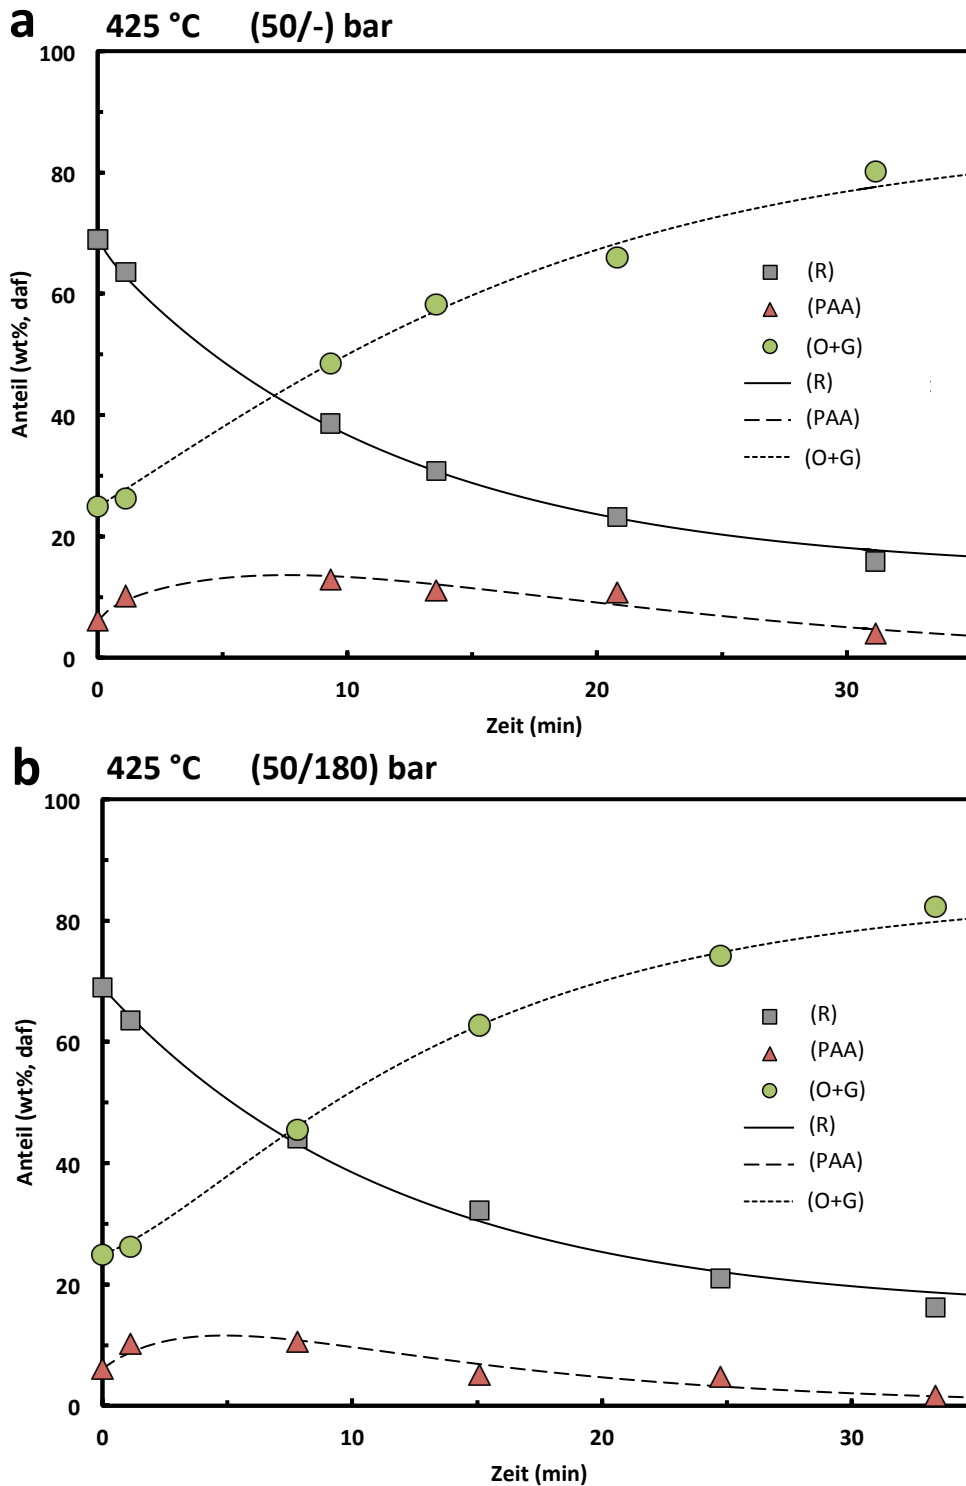 a 425 °C (50/-) bar
100
80
60
40
20
0
Anteil (wt%, daf)
(R)
(PAA)
(O+G)
(R)
(PAA)
(O+G)
0 10 20 30
Zeit (min)
b 425 °C (50/180) bar
100
80
60
40
20
0
Anteil (wt%, daf)
(R)
(PAA)
(O+G)
(R)
(PAA)
(O+G)
0 10 20 30
Zeit (min)